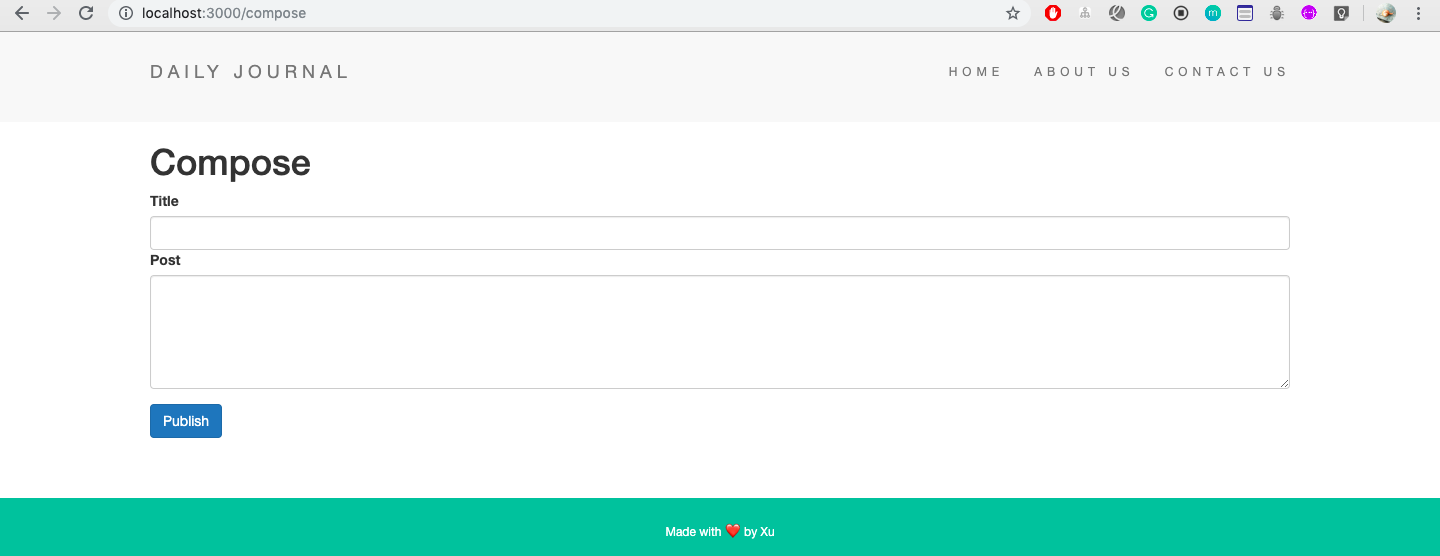 localhost:3000/compose
DAILY JOURNAL HOME ABOUT US CONTACT US
Compose
Title
Post
Publish
Made with ❤️ by Xu